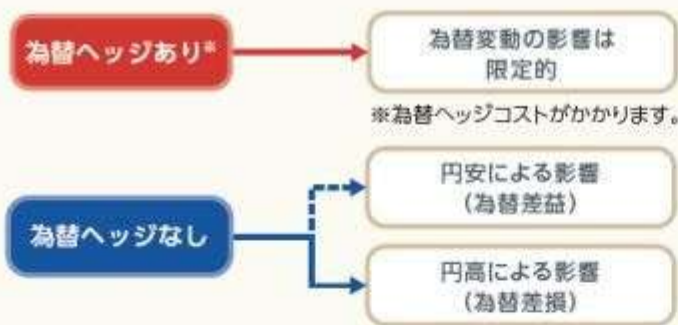 為替ヘッジあり※
為替変動の影響は
限定的
※為替ヘッジコストがかかります。
為替ヘッジなし
円安による影響
(為替差益)
円高による影響
(為替差損)